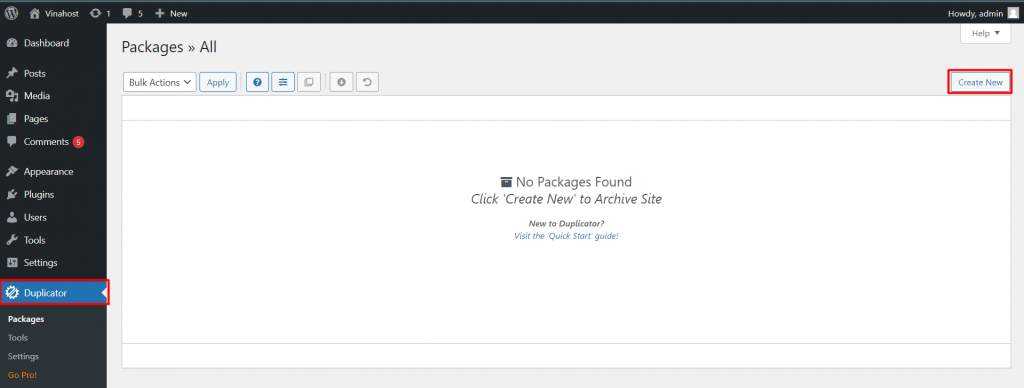 Vinahost
1
5
New
Howdy, admin
Dashboard
Posts
Media
Pages
Comments 5
Appearance
Plugins
Users
Tools
Settings
Duplicator
Packages
Tools
Settings
Go Pro!
Help
Packages » All
Bulk Actions
Apply
Create New
No Packages Found
Click 'Create New' to Archive Site
New to Duplicator?
Visit the 'Quick Start' guide!